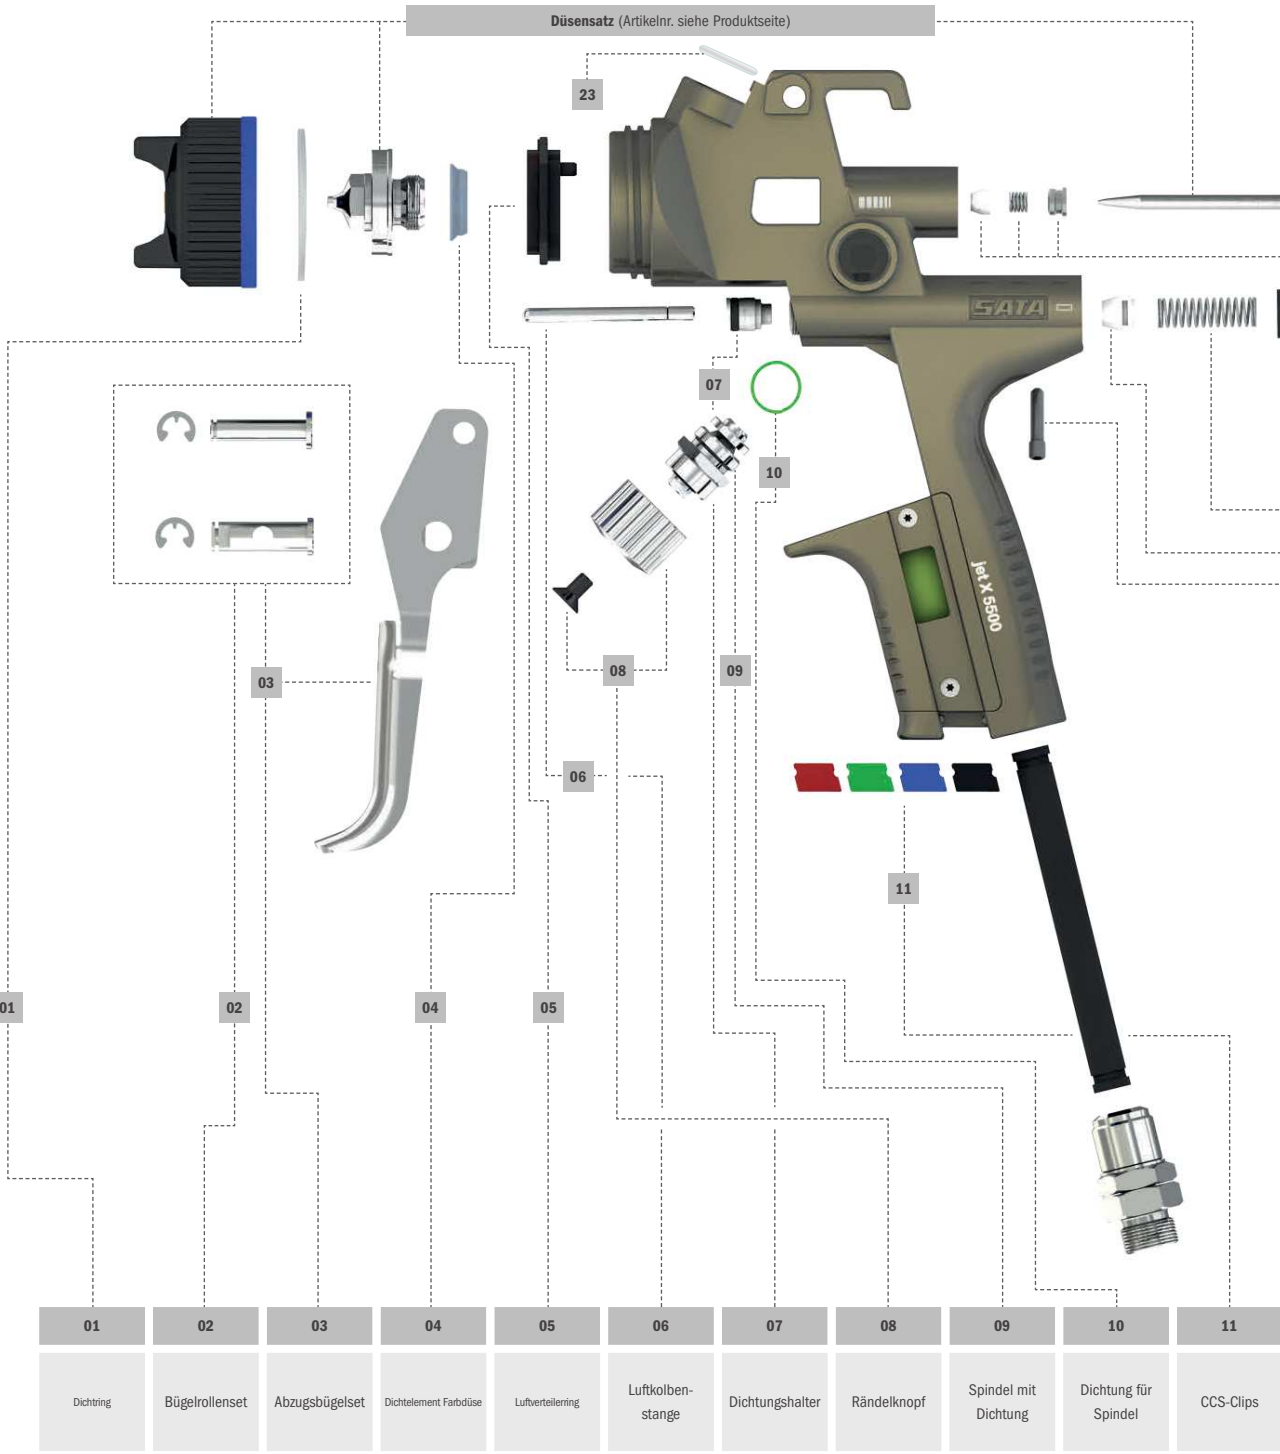 Düsensatz (Artikelnr. siehe Produktseite)
23
SATA
07
10
jet X 5500
08
09
03
06
11
01
02
04
05
01
02
03
04
05
06
07
08
09
10
11
Dichtring
Bügelrollenset
Abzugsbügelset
Dichtelement Farbdüse
Luftverteilerring
Luftkolben-
stange
Dichtungshalter
Rändelknopf
Spindel mit
Dichtung
Dichtung für
Spindel
CCS-Clips